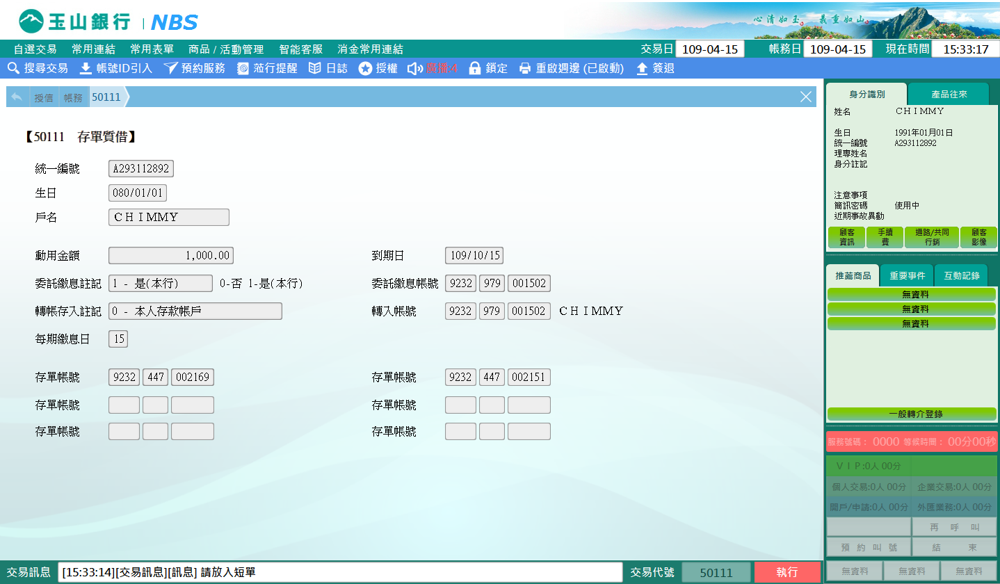 玉山銀行 NBS
心清如玉，義重如山。
自選交易 常用連結 常用表單 商品 / 活動管理 智能客服 消金常用連結 交易日 109-04-15 帳務日 109-04-15 現在時間 15:33:17
搜尋交易 帳號ID引入 預約服務 蒞行提醒 日誌 授權 廣播:4 鎖定 重啟週邊 (已啟動) 簽退
授信 帳務 50111
【50111 存單質借】
統一編號 A293112892
生日 080/01/01
戶名 ＣＨＩＭＭＹ
動用金額 1,000.00 到期日 109/10/15
委託繳息註記 1 - 是(本行) 0-否 1-是(本行) 委託繳息帳號 9232 979 001502
轉帳存入註記 0 - 本人存款帳戶 轉入帳號 9232 979 001502 ＣＨＩＭＭＹ
每期繳息日 15
存單帳號 9232 447 002169 存單帳號 9232 447 002151
存單帳號 存單帳號
存單帳號 存單帳號
交易訊息 [15:33:14][交易訊息][訊息] 請放入短單 交易代號 50111 執行
身分識別 產品往來
姓名 ＣＨＩＭＭＹ
生日 1991年01月01日
統一編號 A293112892
理專姓名
身分註記
注意事項
簡訊密碼 使用中
近期事故異動
顧客資訊 手續費 通路/共同行銷 顧客影像
推薦商品 重要事件 互動記錄
無資料
無資料
無資料
一般轉介登錄
服務號碼： 0000 等候時間： 00分00秒
ＶＩＰ:0人 00分
個人交易:0人 00分 企業交易:0人 00分
開戶/申請:0人 00分 外匯業務:0人 00分
再 呼 叫
預 約 叫 號 結 束
無資料 無資料 無資料